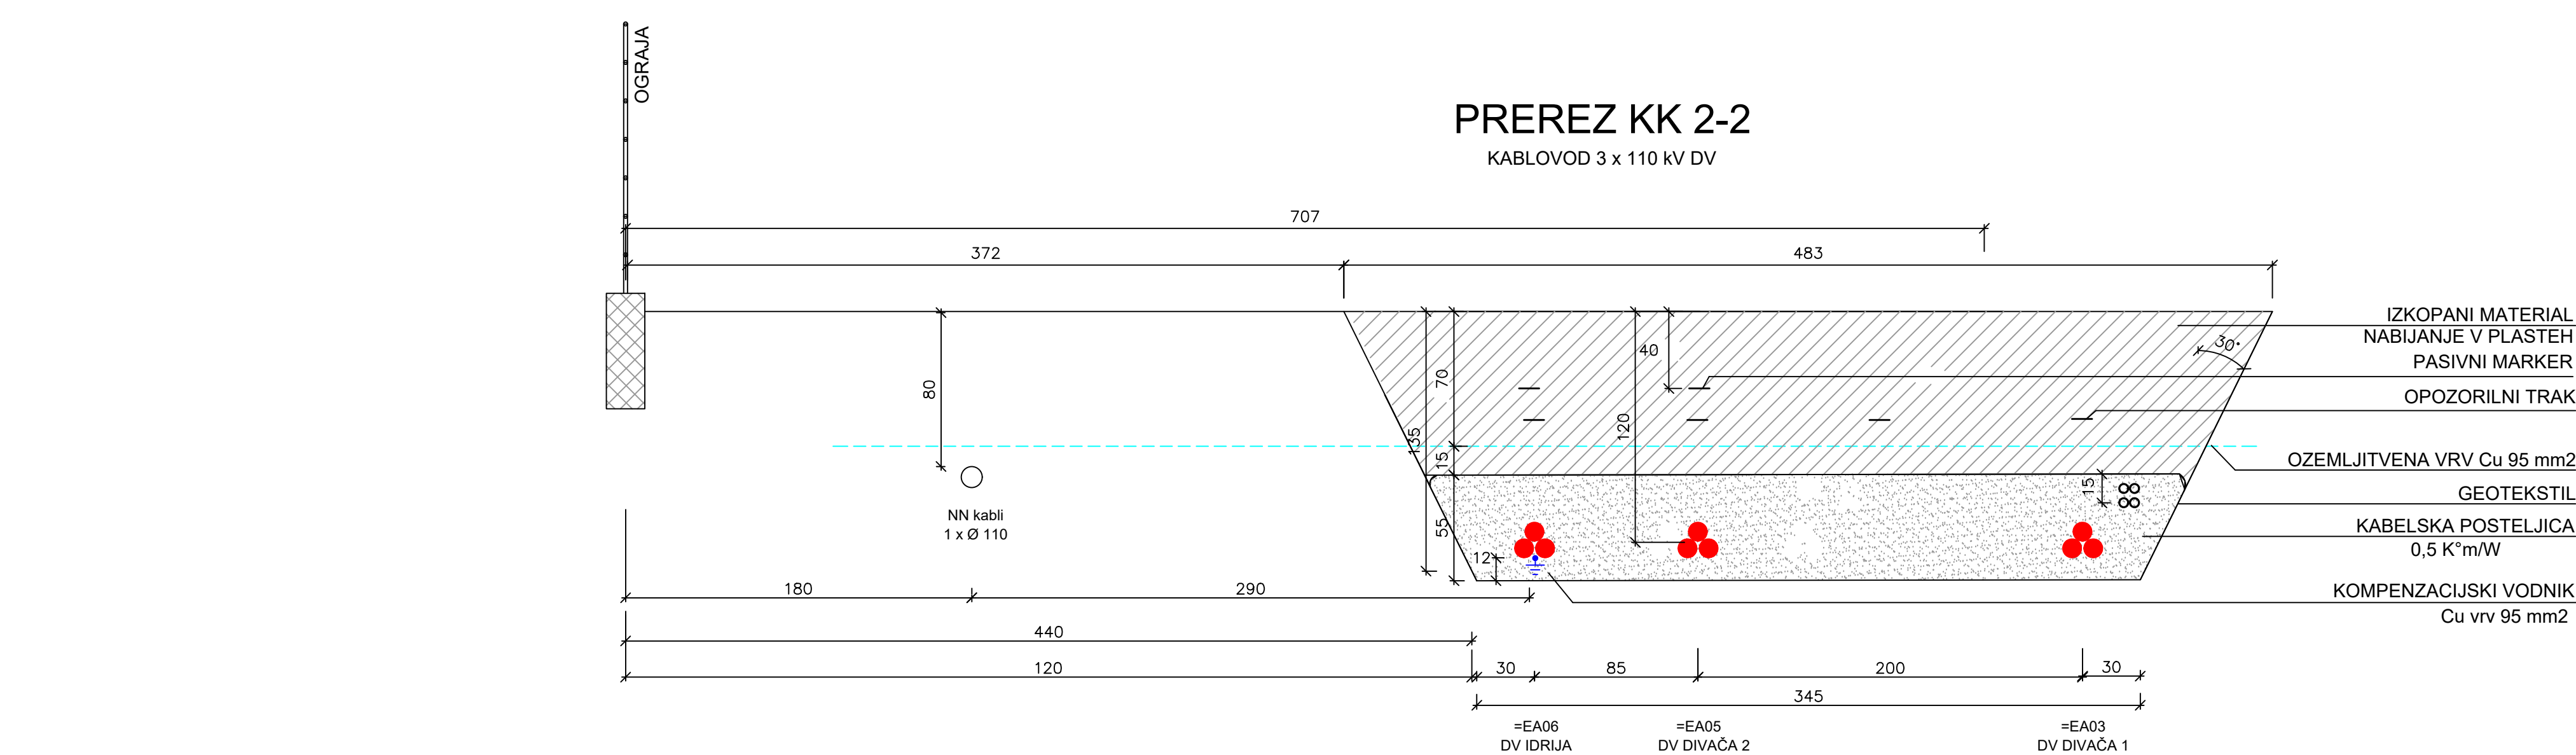 OGRAJA
PREREZ KK 2-2
KABLOVOD 3 x 110 kV DV
707
372
483
IZKOPANI MATERIAL
NABIJANJE V PLASTEH
30°
PASIVNI MARKER
40
70
80
OPOZORILNI TRAK
120
135
15
OZEMLJITVENA VRV Cu 95 mm2
15
GEOTEKSTIL
NN kabli
1 x Ø 110
55
KABELSKA POSTELJICA
0,5 K°m/W
12
180
290
KOMPENZACIJSKI VODNIK
Cu vrv 95 mm2
440
120
30
85
200
30
345
=EA06
DV IDRIJA
=EA05
DV DIVAČA 2
=EA03
DV DIVAČA 1